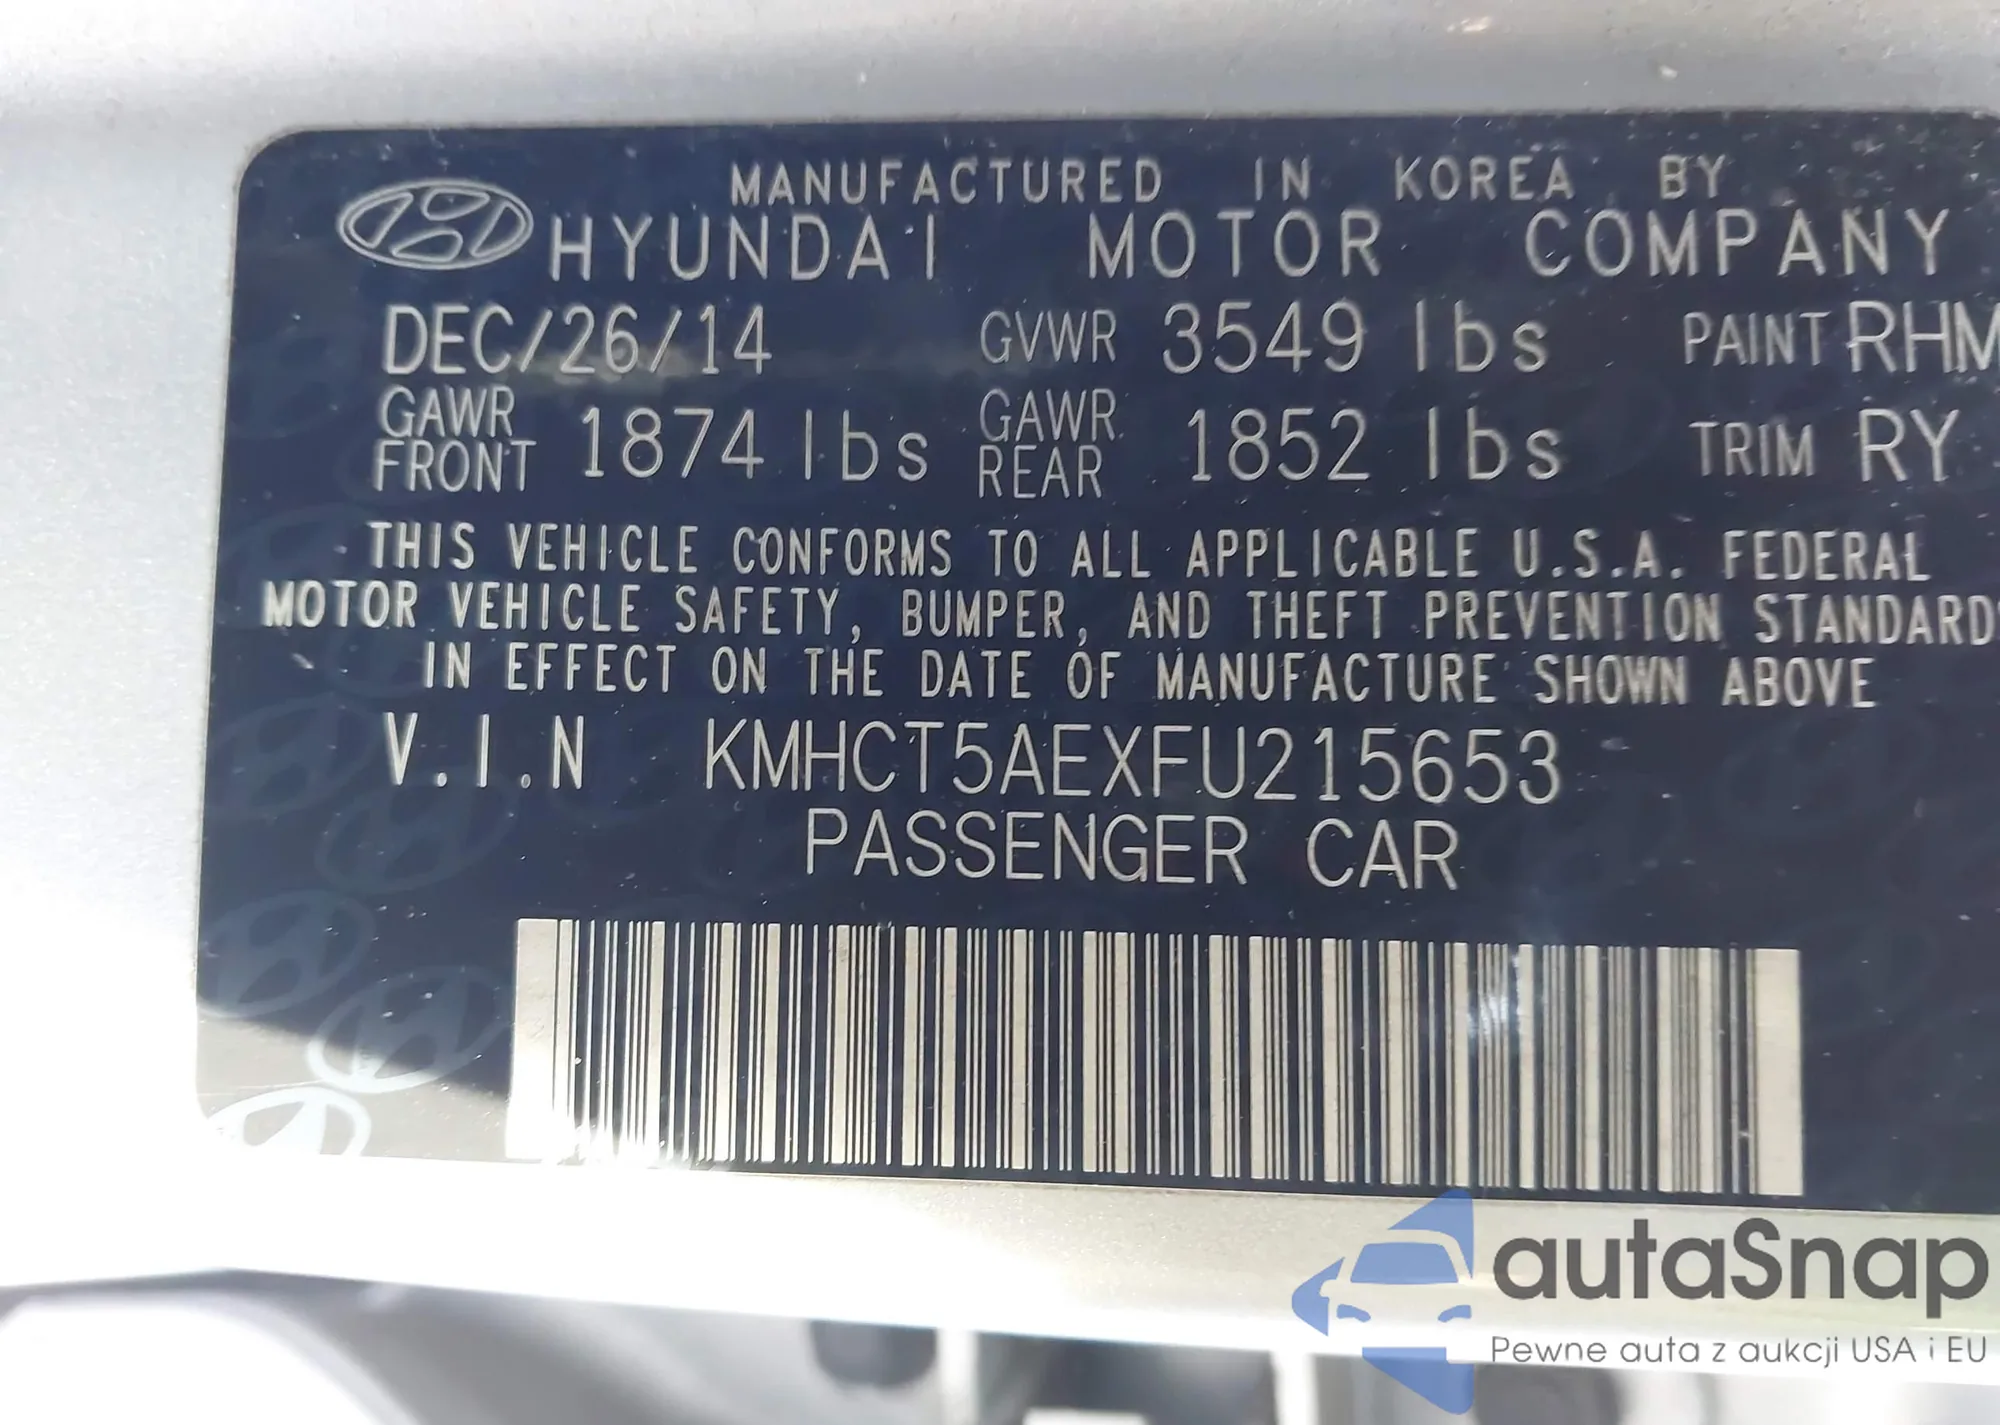 MANUFACTURED IN KOREA BY
HYUNDAI MOTOR COMPANY
DEC/26/14 GVWR 3549 lbs PAINT RHM
GAWR FRONT 1874 lbs GAWR REAR 1852 lbs TRIM RY
THIS VEHICLE CONFORMS TO ALL APPLICABLE U.S.A. FEDERAL
MOTOR VEHICLE SAFETY, BUMPER, AND THEFT PREVENTION STANDARDS
IN EFFECT ON THE DATE OF MANUFACTURE SHOWN ABOVE
V.I.N KMHCT5AEXFU215653
PASSENGER CAR
autaSnap
Pewne auta z aukcji USA i EU